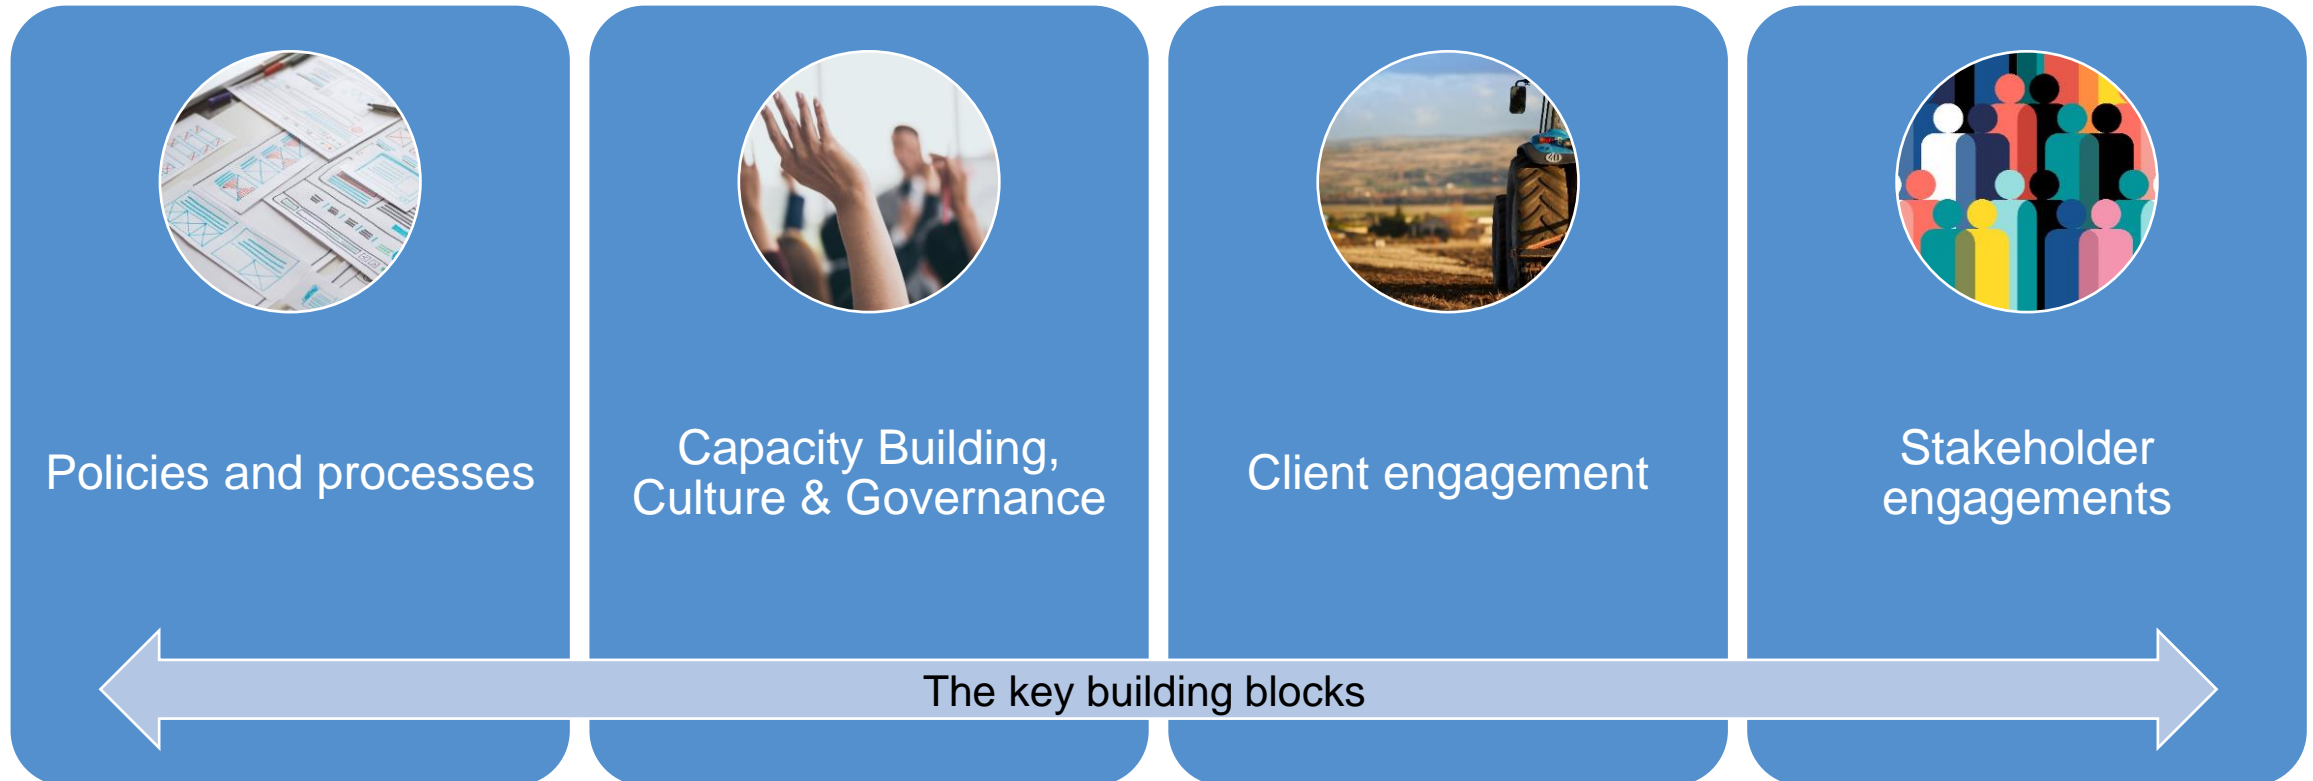 Policies and processes
Capacity Building,
Culture & Governance
Client engagement
Stakeholder
engagements
The key building blocks